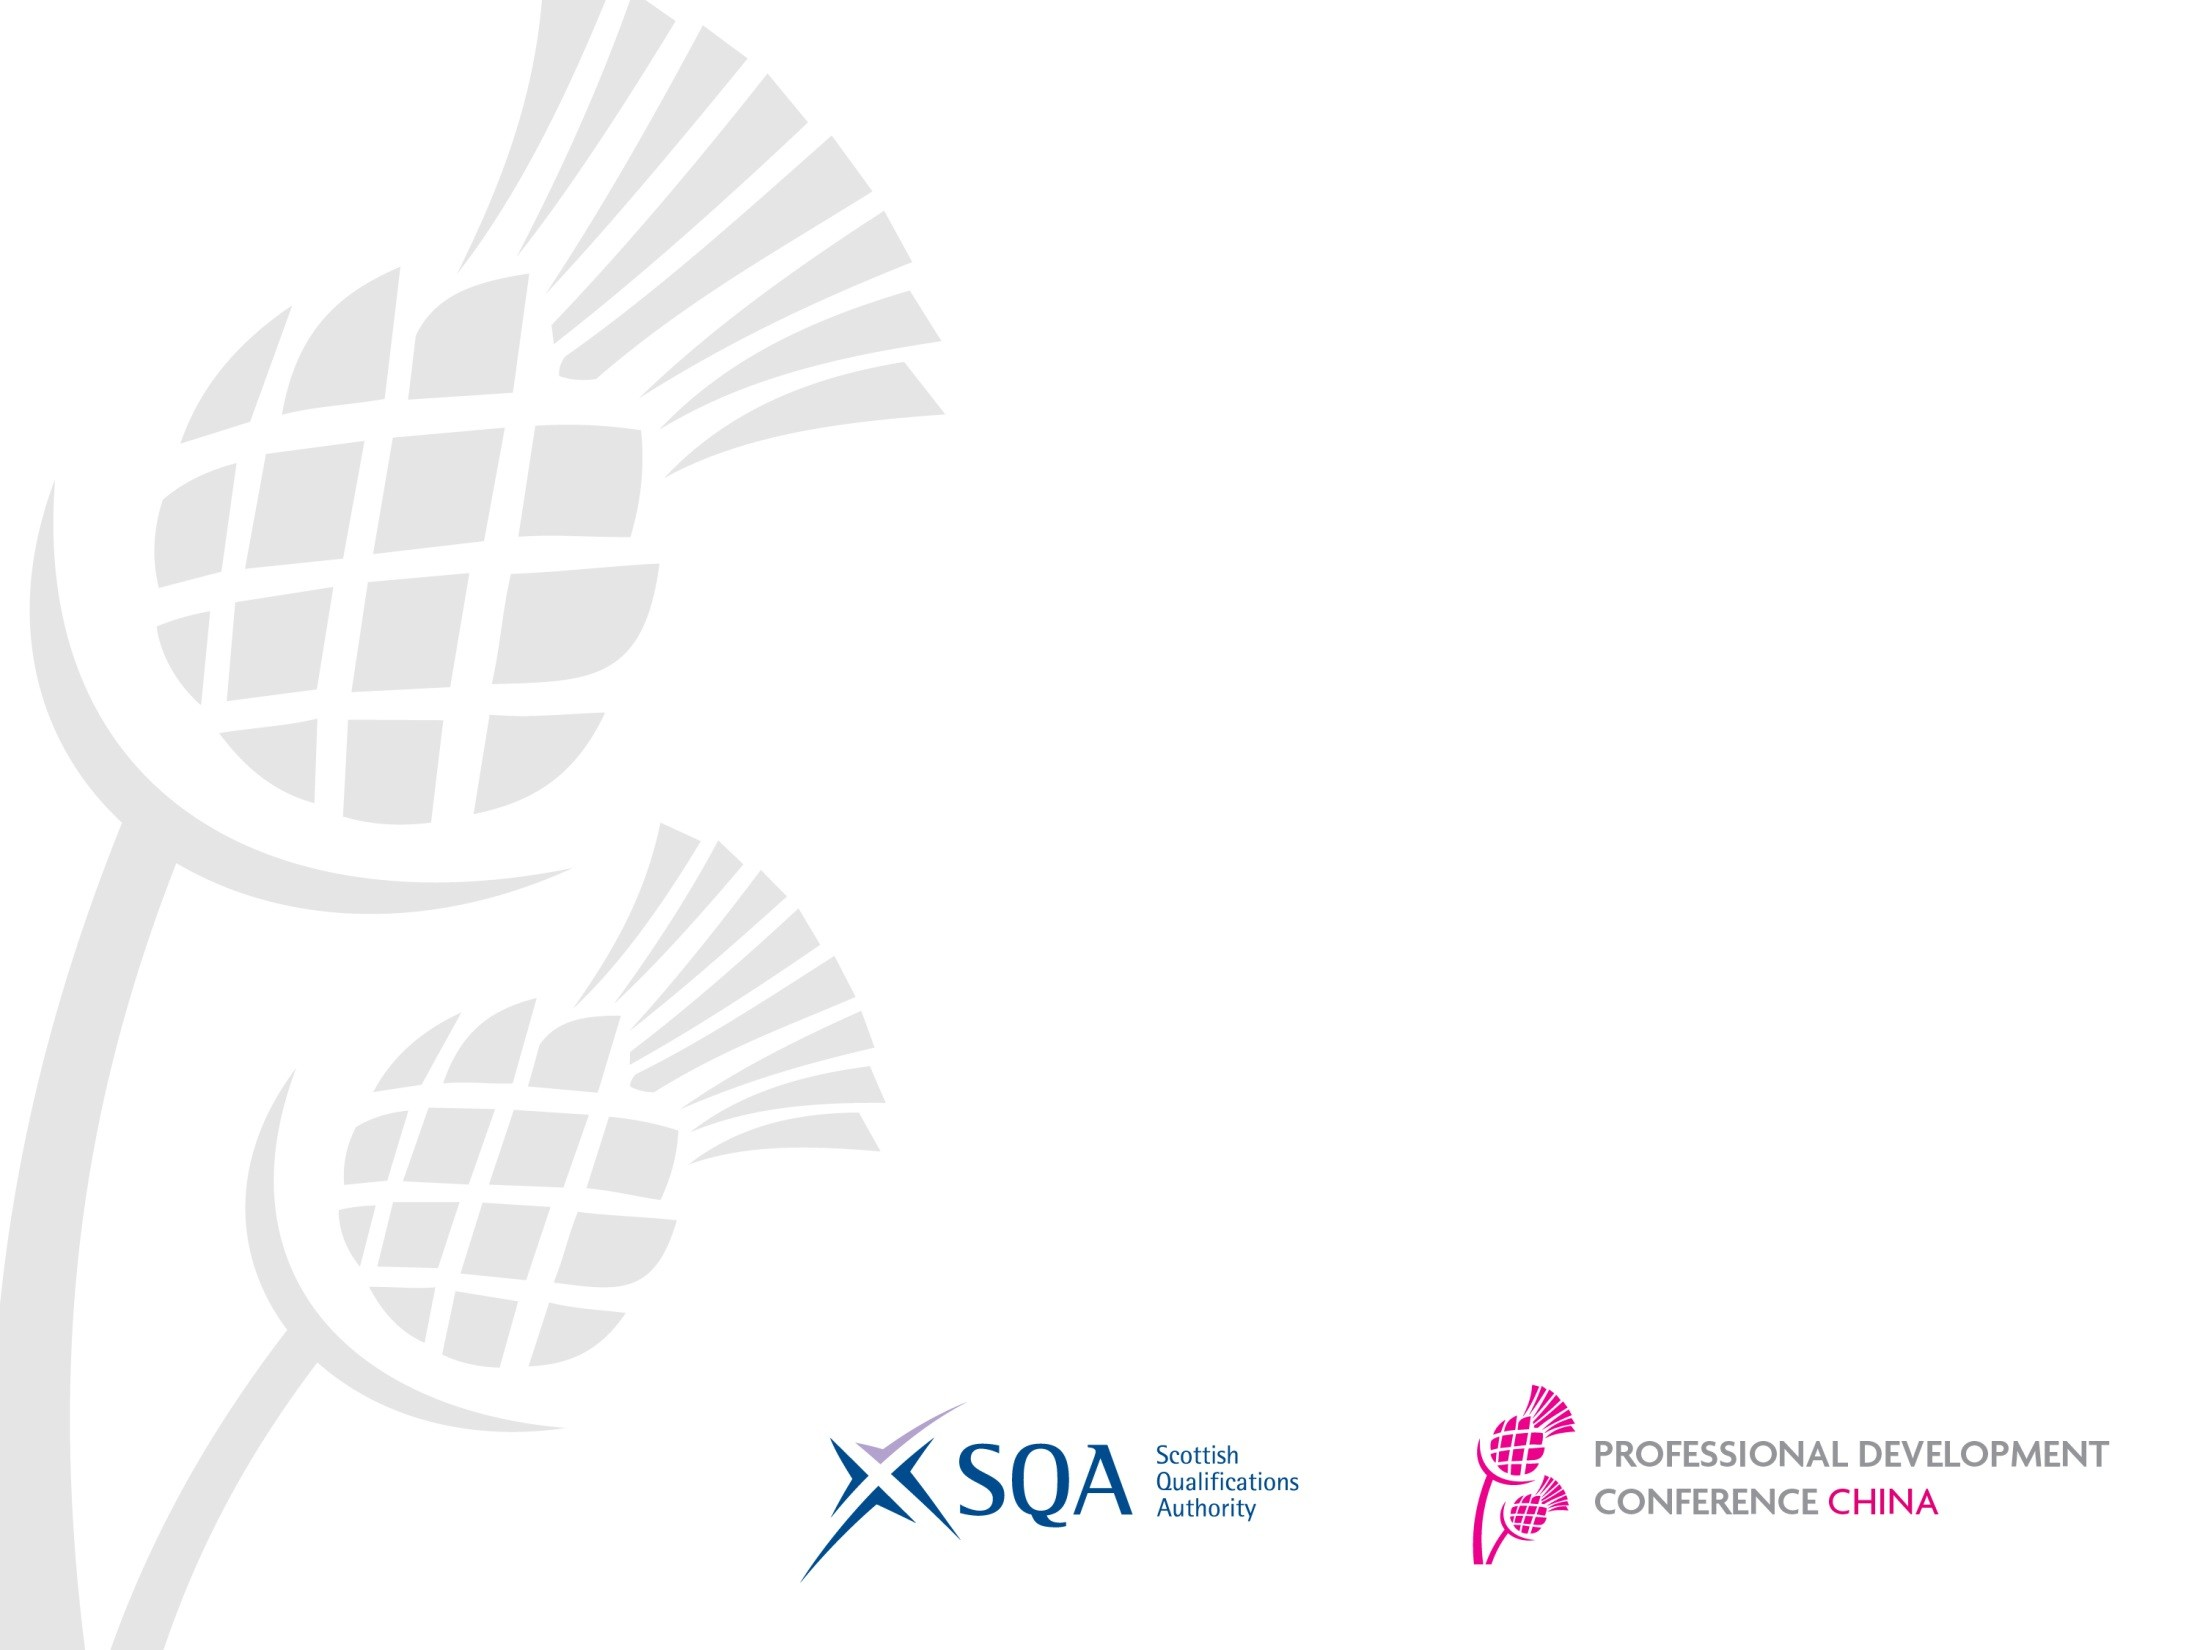 SQA
Scottish
Qualifications
Authority
PROFESSIONAL DEVELOPMENT
CONFERENCE CHINA